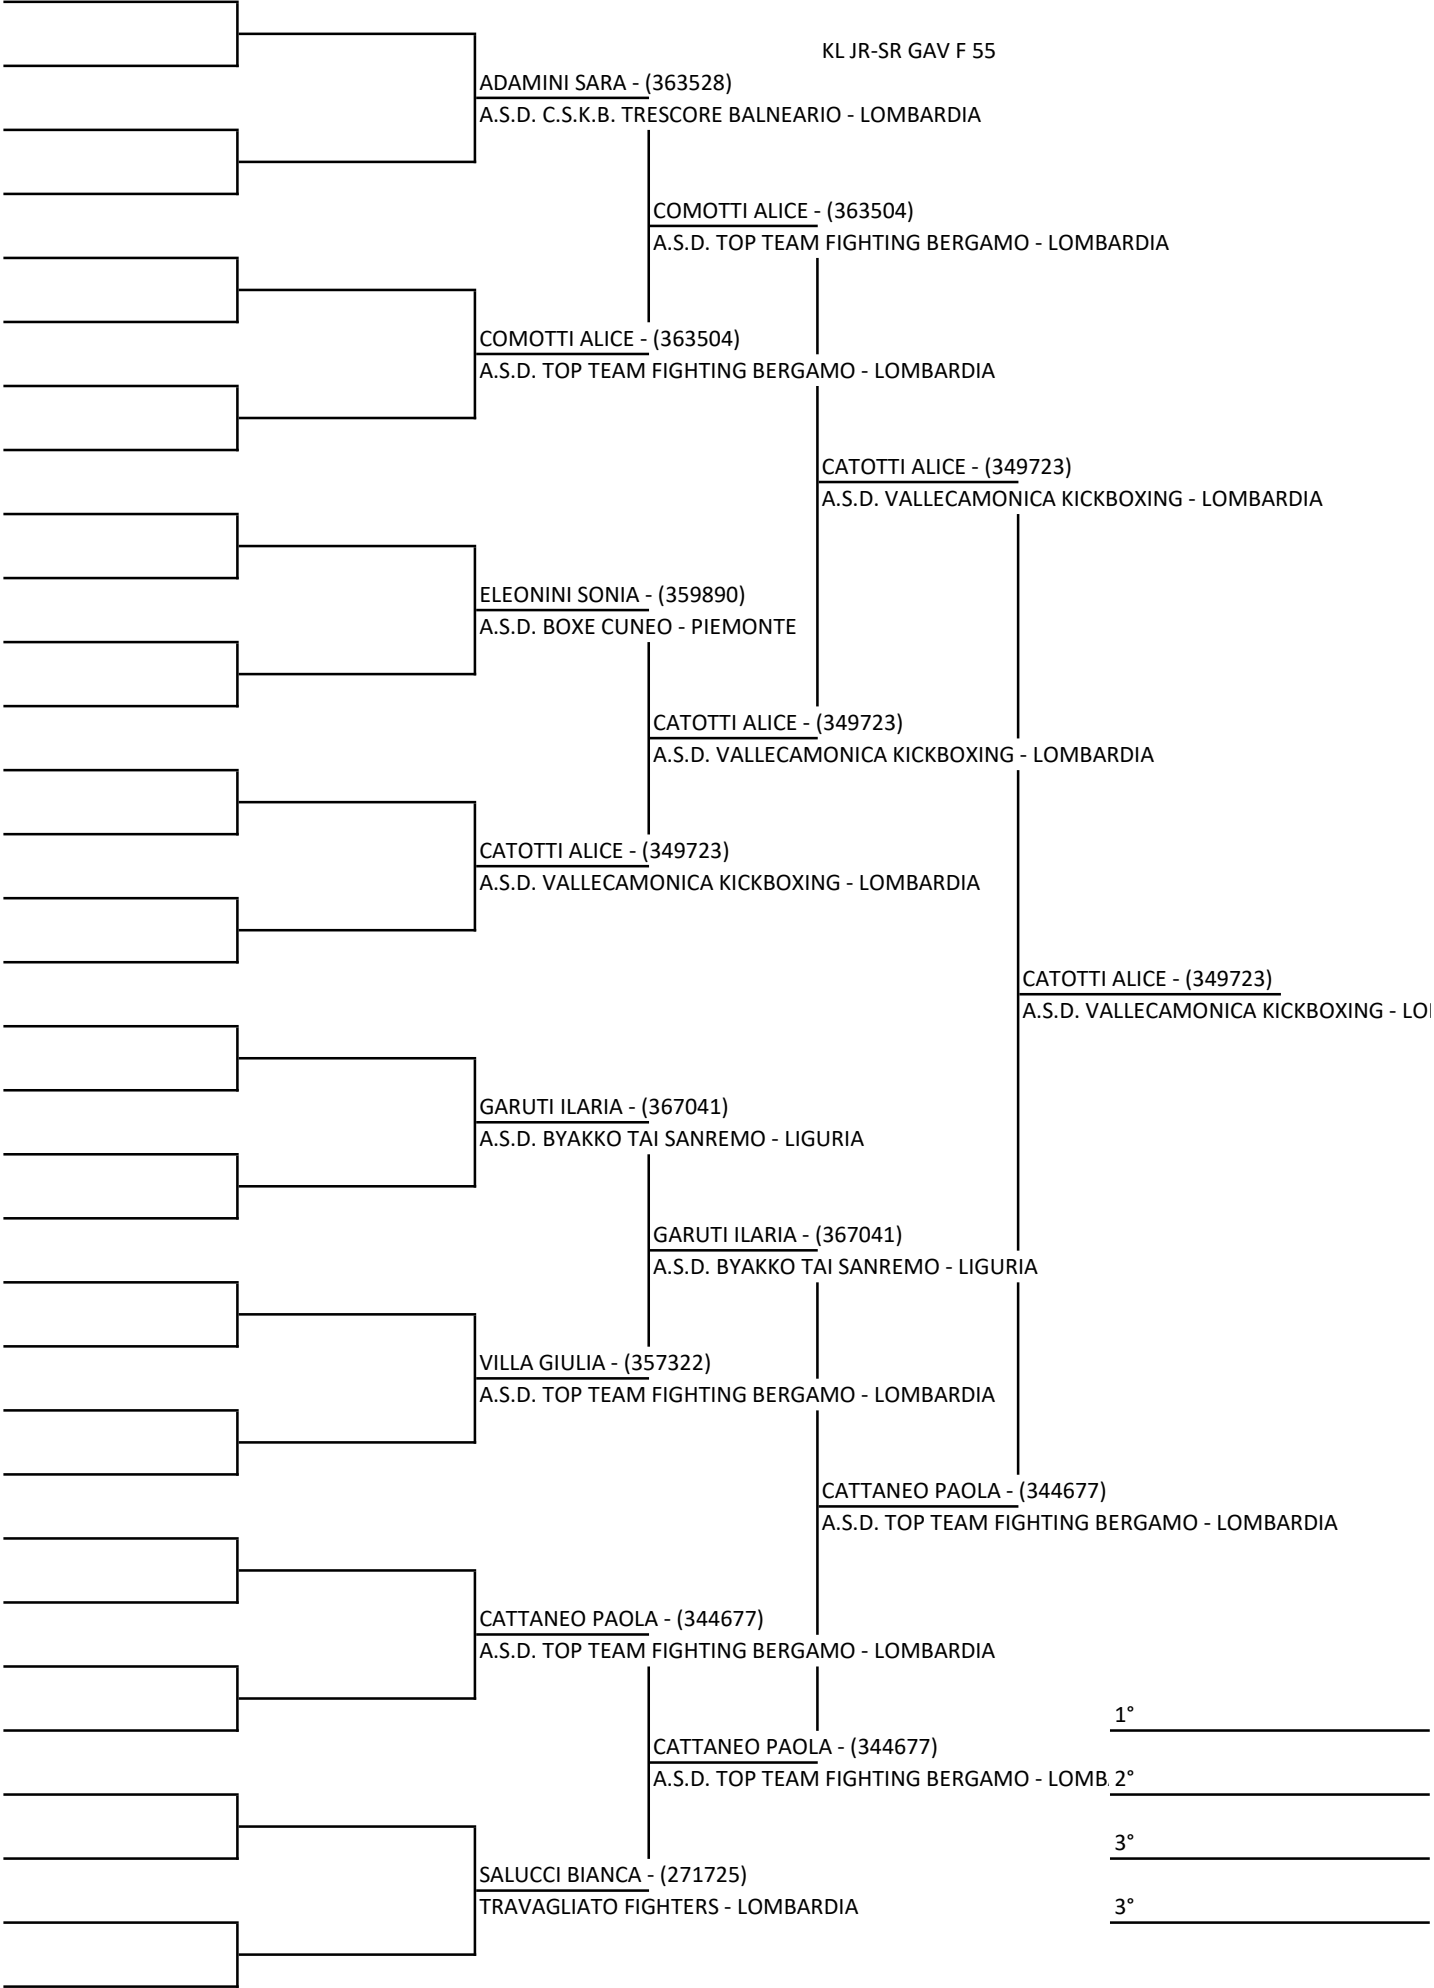 KL JR-SR GAV F 55
ADAMINI SARA - (363528)
A.S.D. C.S.K.B. TRESCORE BALNEARIO - LOMBARDIA
COMOTTI ALICE - (363504)
A.S.D. TOP TEAM FIGHTING BERGAMO - LOMBARDIA
COMOTTI ALICE - (363504)
A.S.D. TOP TEAM FIGHTING BERGAMO - LOMBARDIA
CATOTTI ALICE - (349723)
A.S.D. VALLECAMONICA KICKBOXING - LOMBARDIA
ELEONINI SONIA - (359890)
A.S.D. BOXE CUNEO - PIEMONTE
CATOTTI ALICE - (349723)
A.S.D. VALLECAMONICA KICKBOXING - LOMBARDIA
CATOTTI ALICE - (349723)
A.S.D. VALLECAMONICA KICKBOXING - LOMBARDIA
CATOTTI ALICE - (349723)
A.S.D. VALLECAMONICA KICKBOXING - LO
GARUTI ILARIA - (367041)
A.S.D. BYAKKO TAI SANREMO - LIGURIA
GARUTI ILARIA - (367041)
A.S.D. BYAKKO TAI SANREMO - LIGURIA
VILLA GIULIA - (357322)
A.S.D. TOP TEAM FIGHTING BERGAMO - LOMBARDIA
CATTANEO PAOLA - (344677)
A.S.D. TOP TEAM FIGHTING BERGAMO - LOMBARDIA
CATTANEO PAOLA - (344677)
A.S.D. TOP TEAM FIGHTING BERGAMO - LOMBARDIA
1°
CATTANEO PAOLA - (344677)
A.S.D. TOP TEAM FIGHTING BERGAMO - LOMB
2°
3°
SALUCCI BIANCA - (271725)
TRAVAGLIATO FIGHTERS - LOMBARDIA
3°